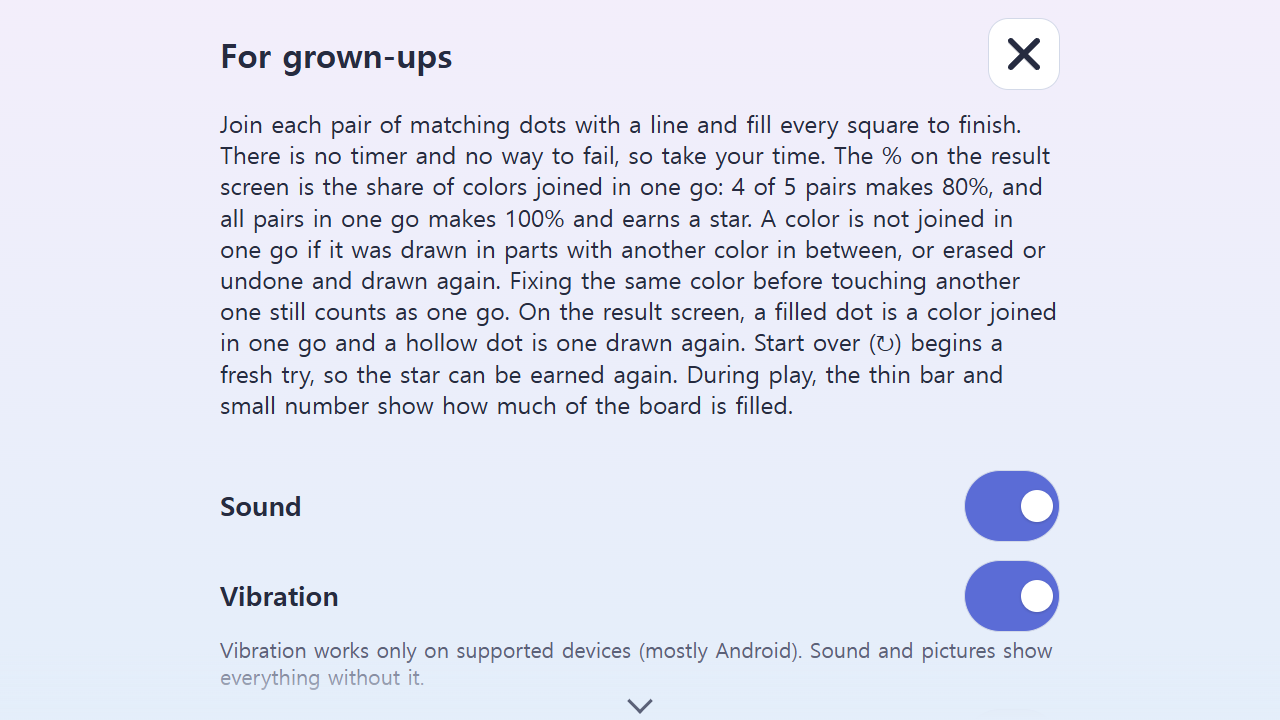 For grown-ups
Join each pair of matching dots with a line and fill every square to finish.
There is no timer and no way to fail, so take your time. The % on the result
screen is the share of colors joined in one go: 4 of 5 pairs makes 80%, and
all pairs in one go makes 100% and earns a star. A color is not joined in
one go if it was drawn in parts with another color in between, or erased or
undone and drawn again. Fixing the same color before touching another
one still counts as one go. On the result screen, a filled dot is a color joined
in one go and a hollow dot is one drawn again. Start over (↻) begins a
fresh try, so the star can be earned again. During play, the thin bar and
small number show how much of the board is filled.
Sound
Vibration
Vibration works only on supported devices (mostly Android). Sound and pictures show
everything without it.